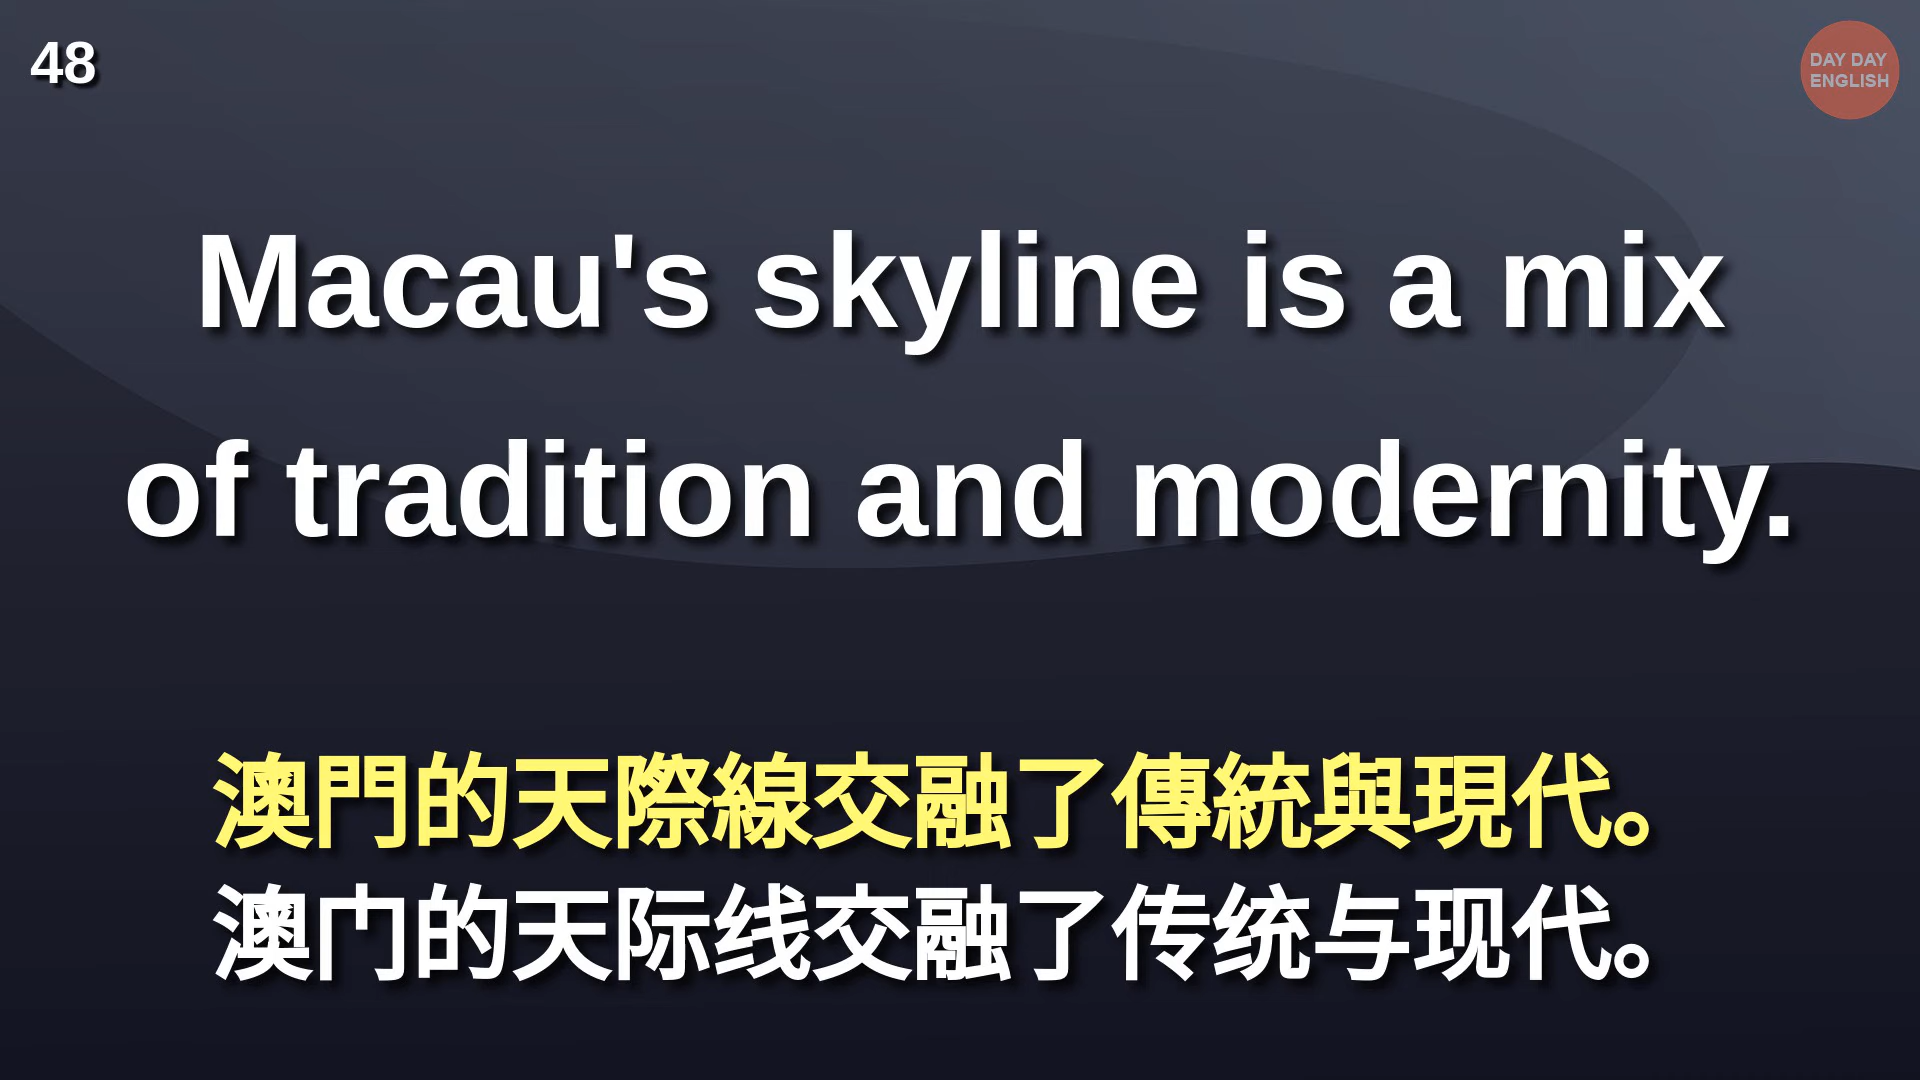 48
DAY DAY
ENGLISH
Macau's skyline is a mix
of tradition and modernity.
澳門的天際線交融了傳統與現代。
澳门的天际线交融了传统与现代。